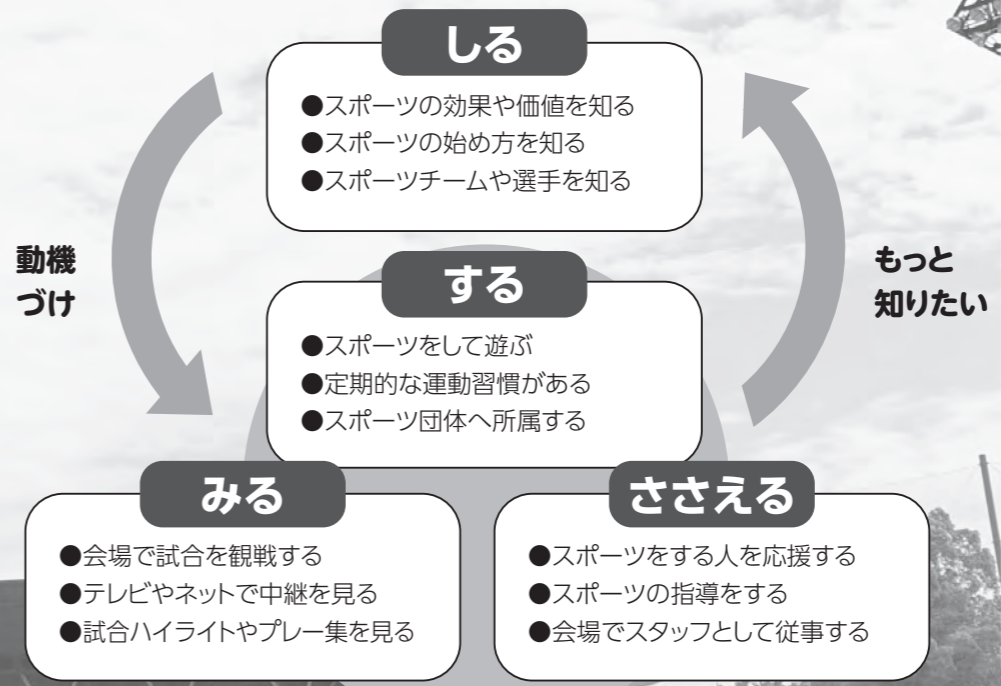 しる
●スポーツの効果や価値を知る
●スポーツの始め方を知る
●スポーツチームや選手を知る
動機
づけ
もっと
知りたい
する
●スポーツをして遊ぶ
●定期的な運動習慣がある
●スポーツ団体へ所属する
みる
●会場で試合を観戦する
●テレビやネットで中継を見る
●試合ハイライトやプレー集を見る
ささえる
●スポーツをする人を応援する
●スポーツの指導をする
●会場でスタッフとして従事する